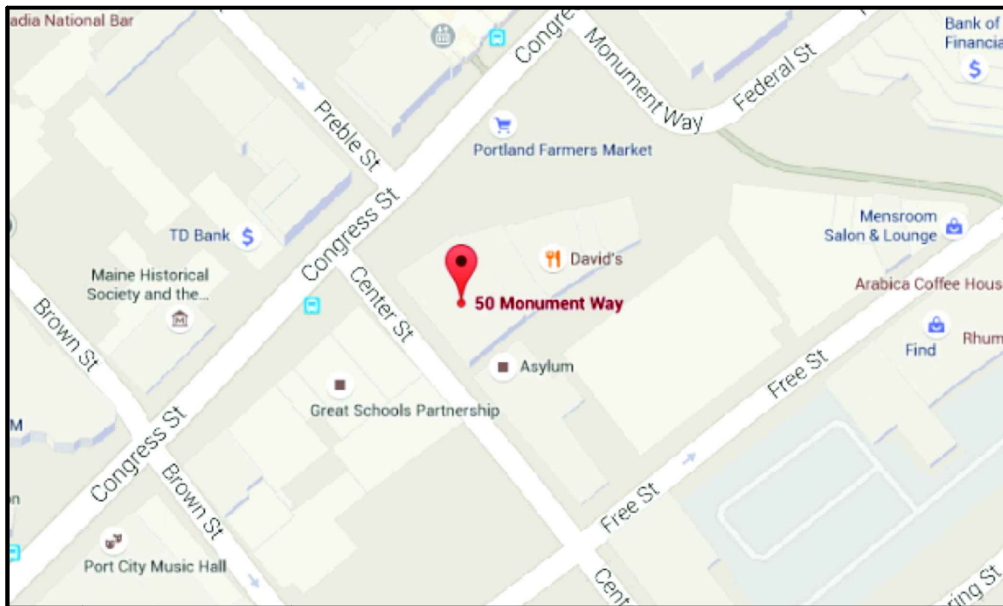 adia National Bar
Congre
Monument Way
Federal St
Bank of
Financia
$
Preble St
Portland Farmers Market
Congress St
TD Bank
$
Mensroom
Salon & Lounge
David's
Maine Historical
Society and the...
Center St
50 Monument Way
Arabica Coffee Hous
Brown St
Find
Rhum
Asylum
Free St
Great Schools Partnership
M
Congress St
Brown St
Free St
on
Port City Music Hall
Cent
ring St